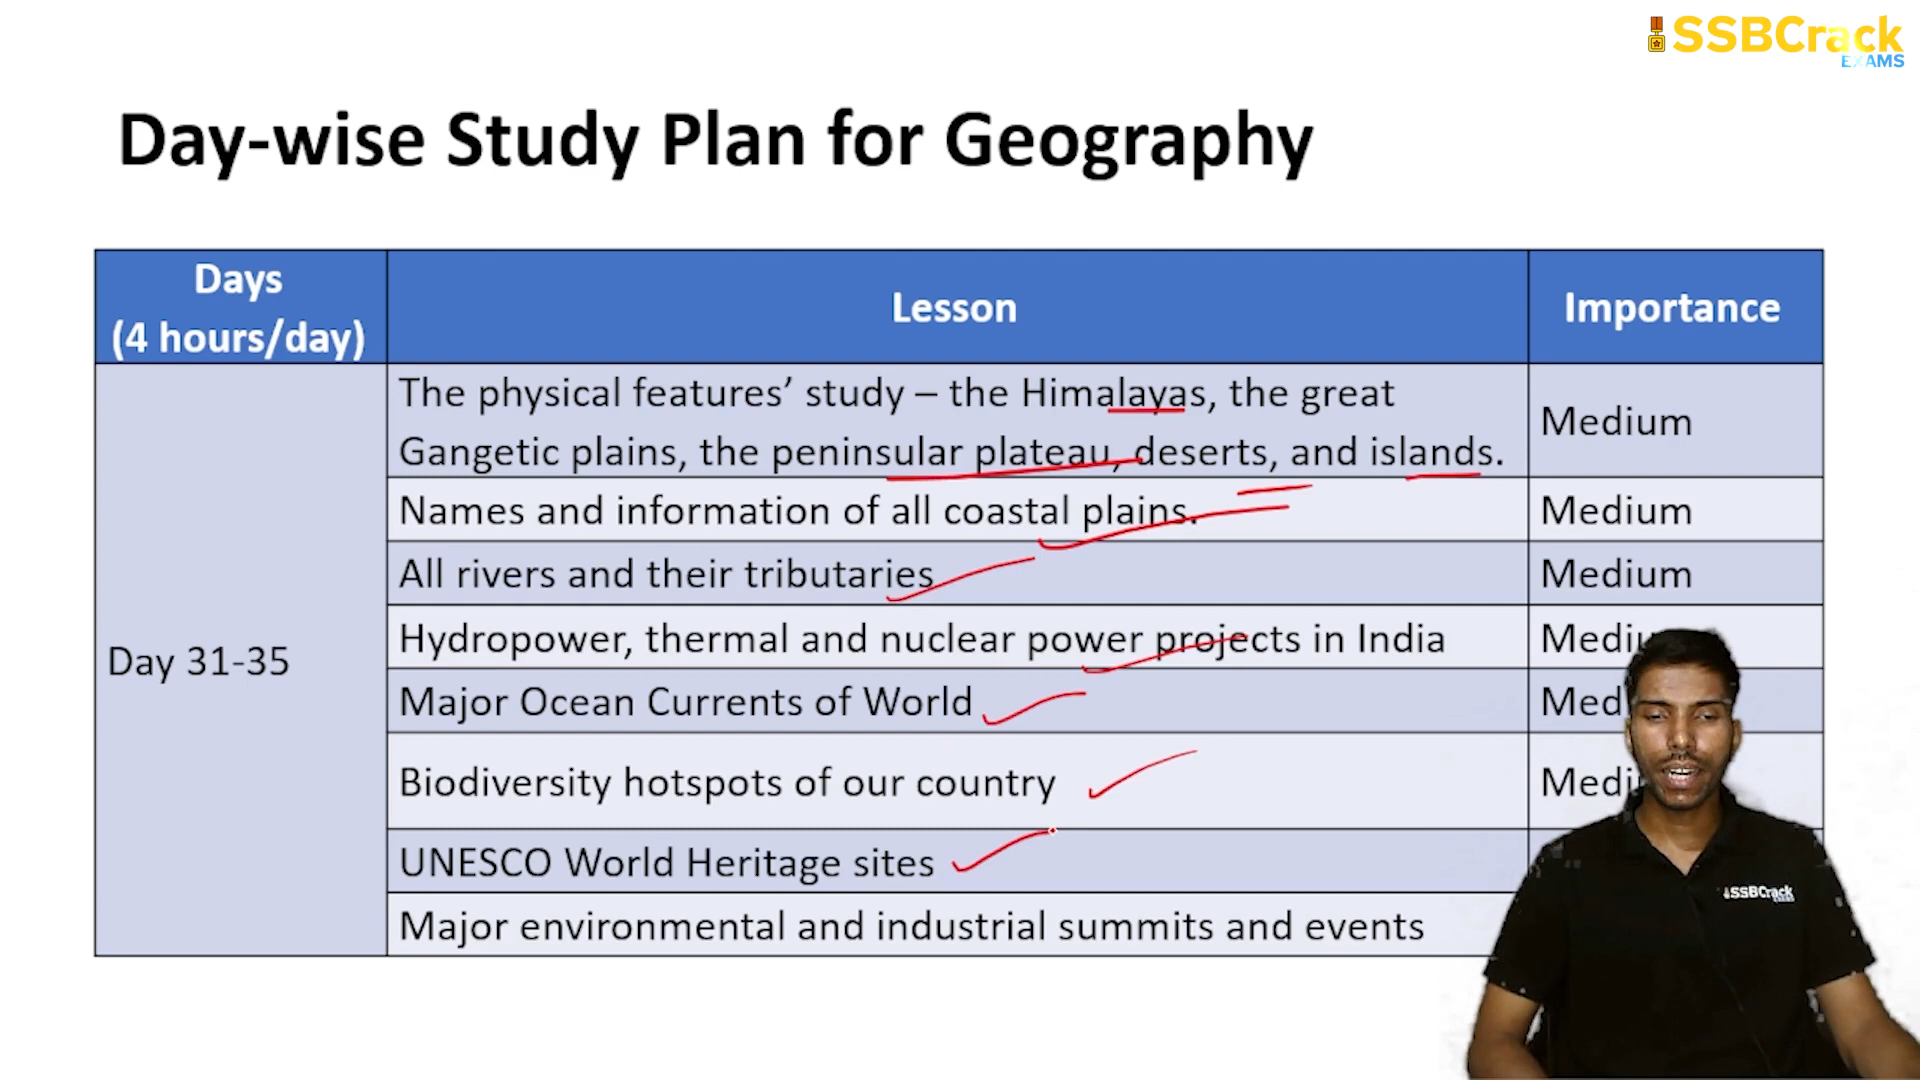 SSBCrack
EXAMS
Day-wise Study Plan for Geography
Days
(4 hours/day)
Lesson
Importance
Day 31-35
The physical features’ study – the Himalayas, the great
Gangetic plains, the peninsular plateau, deserts, and islands.
Medium
Names and information of all coastal plains.
Medium
All rivers and their tributaries
Medium
Hydropower, thermal and nuclear power projects in India
Mediu
Major Ocean Currents of World
Med
Biodiversity hotspots of our country
Medi
UNESCO World Heritage sites
Major environmental and industrial summits and events
SSBCrack
EXAMS